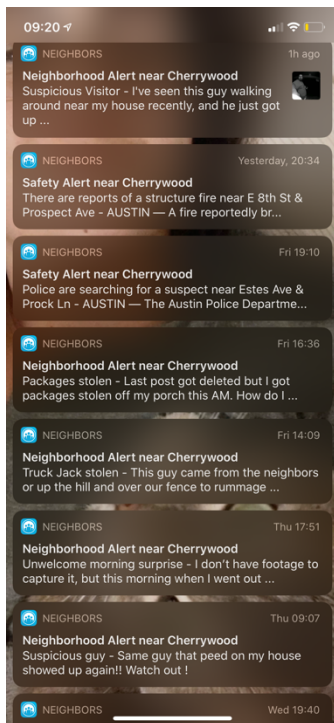 09:20
NEIGHBORS 1h ago
Neighborhood Alert near Cherrywood
Suspicious Visitor - I've seen this guy walking
around near my house recently, and he just got
up ...
NEIGHBORS Yesterday, 20:34
Safety Alert near Cherrywood
There are reports of a structure fire near E 8th St &
Prospect Ave - AUSTIN — A fire reportedly br...
NEIGHBORS Fri 19:10
Safety Alert near Cherrywood
Police are searching for a suspect near Estes Ave &
Prock Ln - AUSTIN — The Austin Police Departme...
NEIGHBORS Fri 16:36
Neighborhood Alert near Cherrywood
Packages stolen - Last post got deleted but I got
packages stolen off my porch this AM. How do I ...
NEIGHBORS Fri 14:09
Neighborhood Alert near Cherrywood
Truck Jack stolen - This guy came from the neighbors
or up the hill and over our fence to rummage ...
NEIGHBORS Thu 17:51
Neighborhood Alert near Cherrywood
Unwelcome morning surprise - I don't have footage to
capture it, but this morning when I went out ...
NEIGHBORS Thu 09:07
Neighborhood Alert near Cherrywood
Suspicious guy - Same guy that peed on my house
showed up again!! Watch out !
NEIGHBORS Wed 19:40